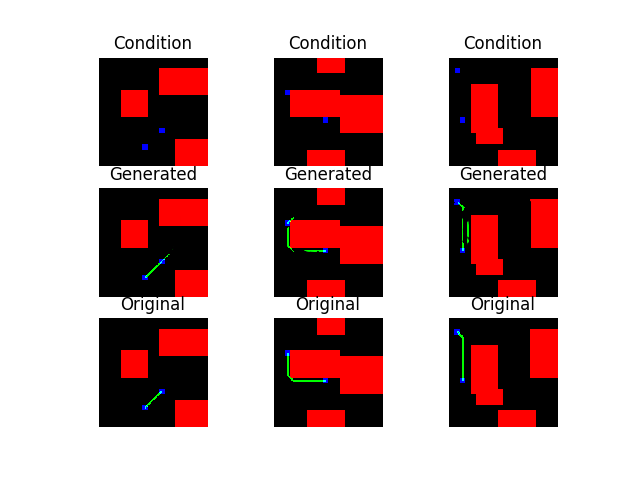 Condition Condition Condition
Generated Generated Generated
Original Original Original